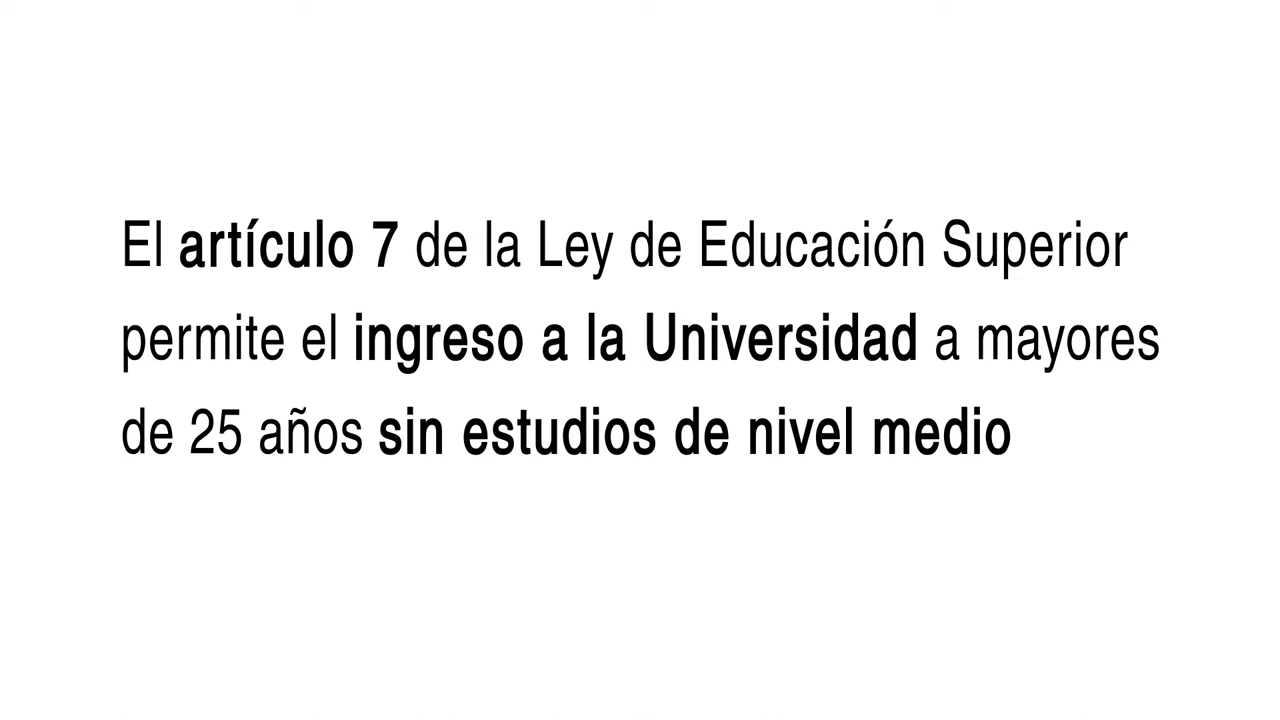 El artículo 7 de la Ley de Educación Superior
permite el ingreso a la Universidad a mayores
de 25 años sin estudios de nivel medio